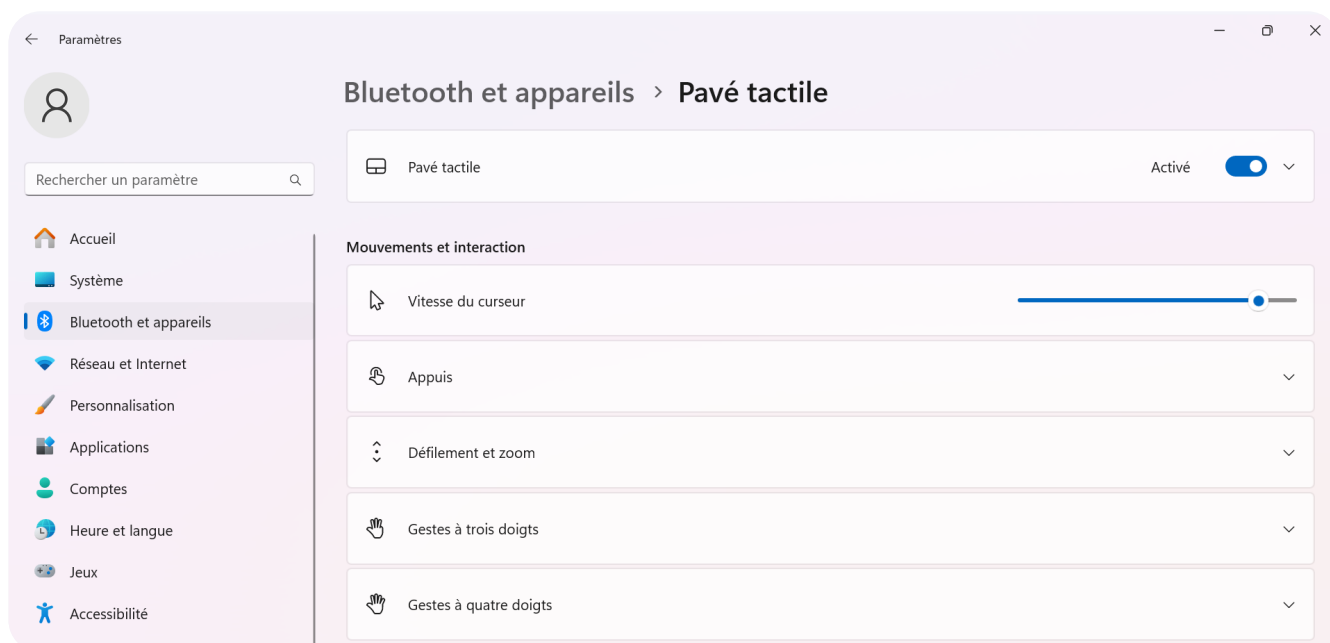 Paramètres
Bluetooth et appareils > Pavé tactile
Rechercher un paramètre
Accueil
Système
Bluetooth et appareils
Réseau et Internet
Personnalisation
Applications
Comptes
Heure et langue
Jeux
Accessibilité
Pavé tactile Activé
Mouvements et interaction
Vitesse du curseur
Appuis
Défilement et zoom
Gestes à trois doigts
Gestes à quatre doigts